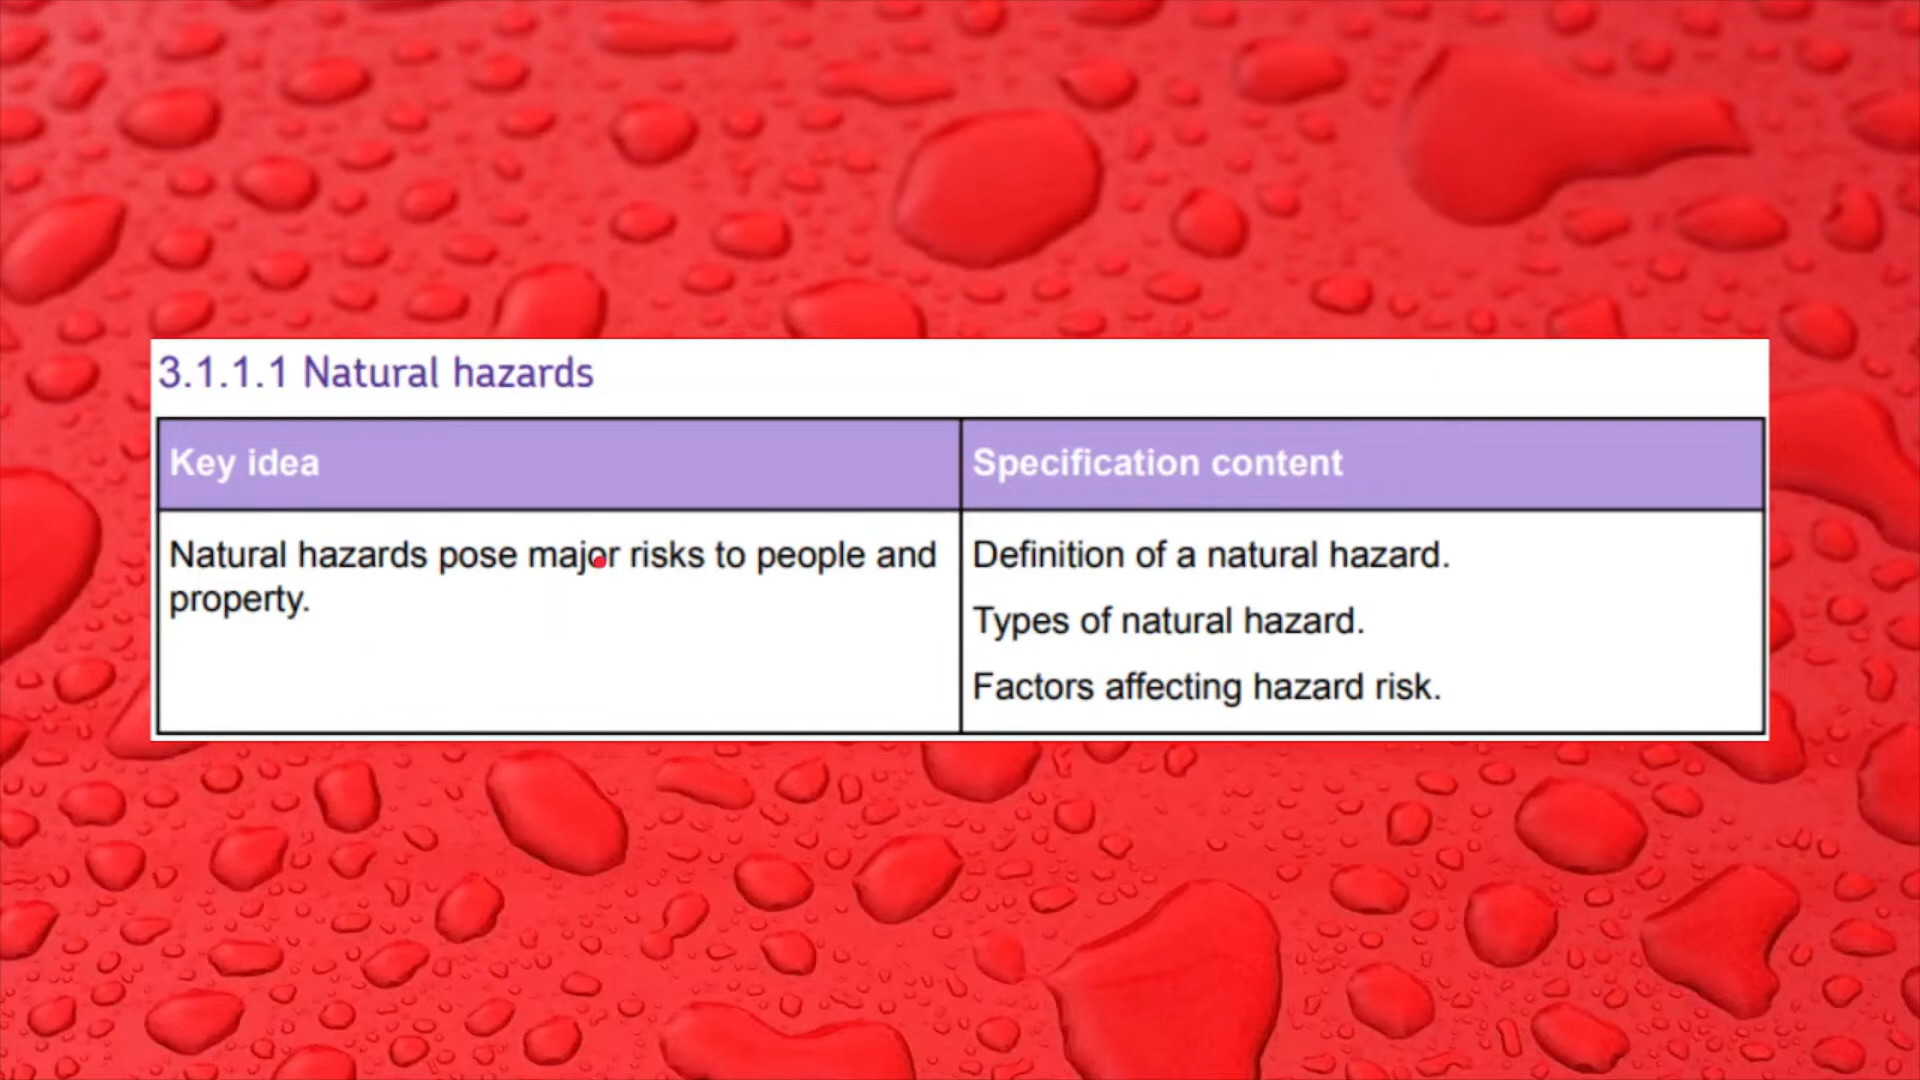 3.1.1.1 Natural hazards
Key idea
Specification content
Natural hazards pose major risks to people and
property.
Definition of a natural hazard.
Types of natural hazard.
Factors affecting hazard risk.